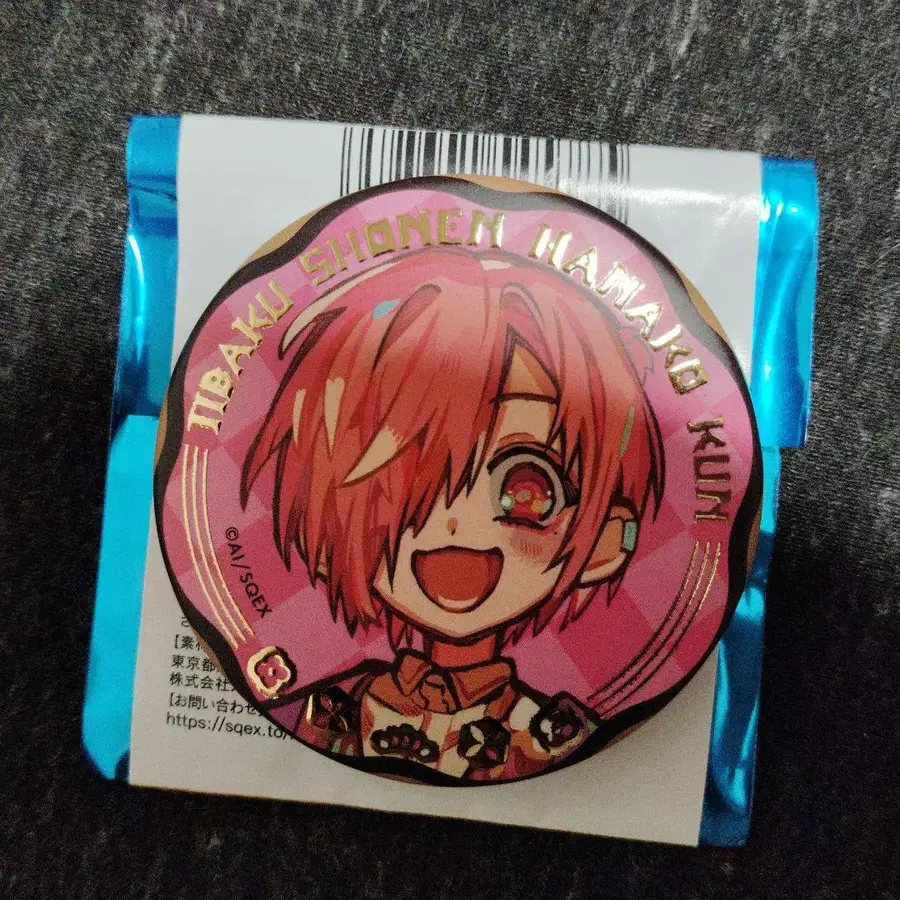 JIBAKU SHONEN HANAKO KUN
©AI/SQEX
【素材
東京都
株式会社
【お問い合わせ
https://sqex.to/